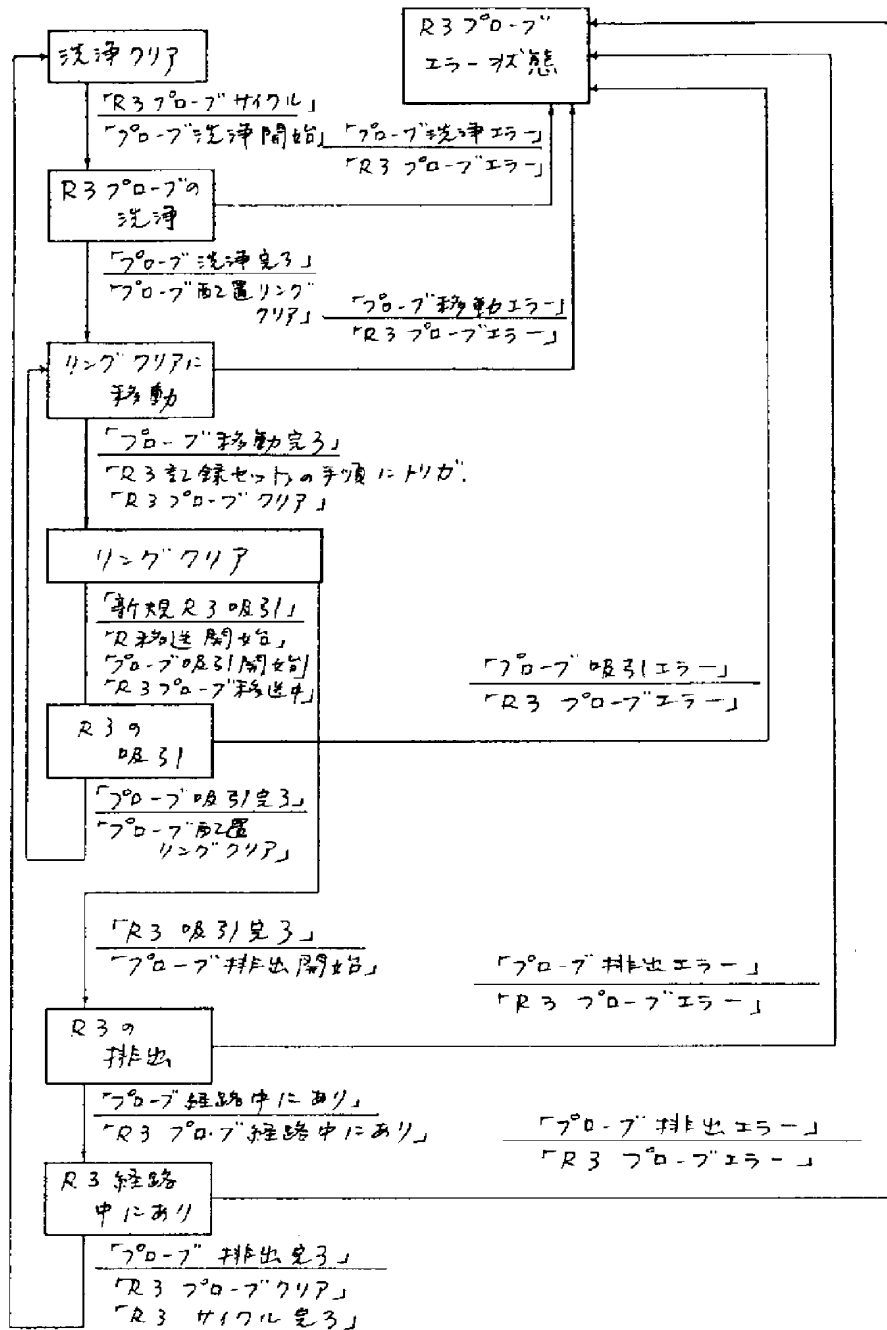 R3プローブ
エラー状態
洗浄クリア
「R3プローブサイクル」
「プローブ洗浄開始」
「プローブ洗浄エラー」
「R3プローブエラー」
R3プローブの
洗浄
「プローブ洗浄完了」
「プローブ配置リング
クリア」
「プローブ移動エラー」
「R3プローブエラー」
リングクリアに
移動
「プローブ移動完了」
「R3記録セットの手順にトリガ.
「R3プローブクリア」
リングクリア
「新規R3吸引」
「R移送開始」
「プローブ吸引開始」
「R3プローブ移送中」
「プローブ吸引エラー」
「R3 プローブエラー」
R3の
吸引
「プローブ吸引完了」
「プローブ配置
リングクリア」
「R3 吸引完了」
「プローブ排出開始」
「プローブ排出エラー」
「R3 プローブエラー」
R3の
排出
「プローブ経路中にあり」
「R3 プローブ経路中にあり」
「プローブ排出エラー」
「R3 プローブエラー」
R3経路
中にあり
「プローブ 排出完了」
「R3 プローブクリア」
「R3 サイクル完了」